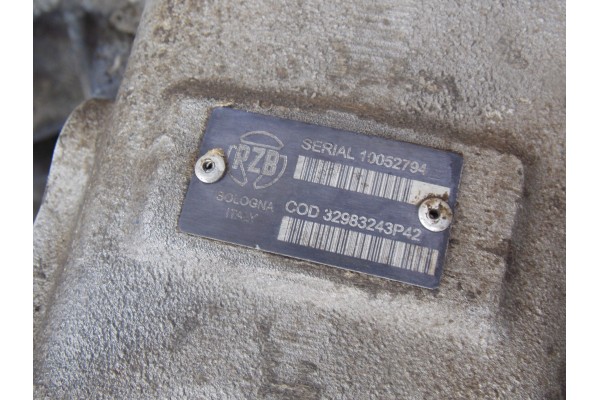 RZB
BOLOGNA
ITALY
SERIAL 10052794
COD 32983243P42